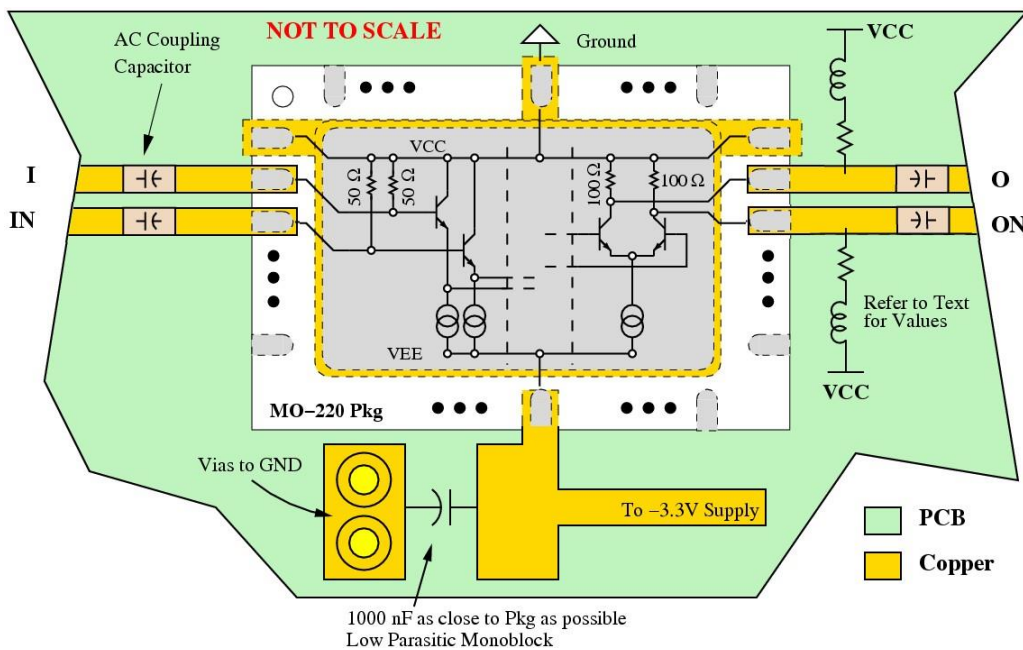 NOT TO SCALE
AC Coupling
Capacitor
Ground
VCC
VCC
50 Ω
50 Ω
100 Ω
100 Ω
I
O
IN
ON
Refer to Text
for Values
VEE
VCC
MO−220 Pkg
Vias to GND
To −3.3V Supply
PCB
Copper
1000 nF as close to Pkg as possible
Low Parasitic Monoblock